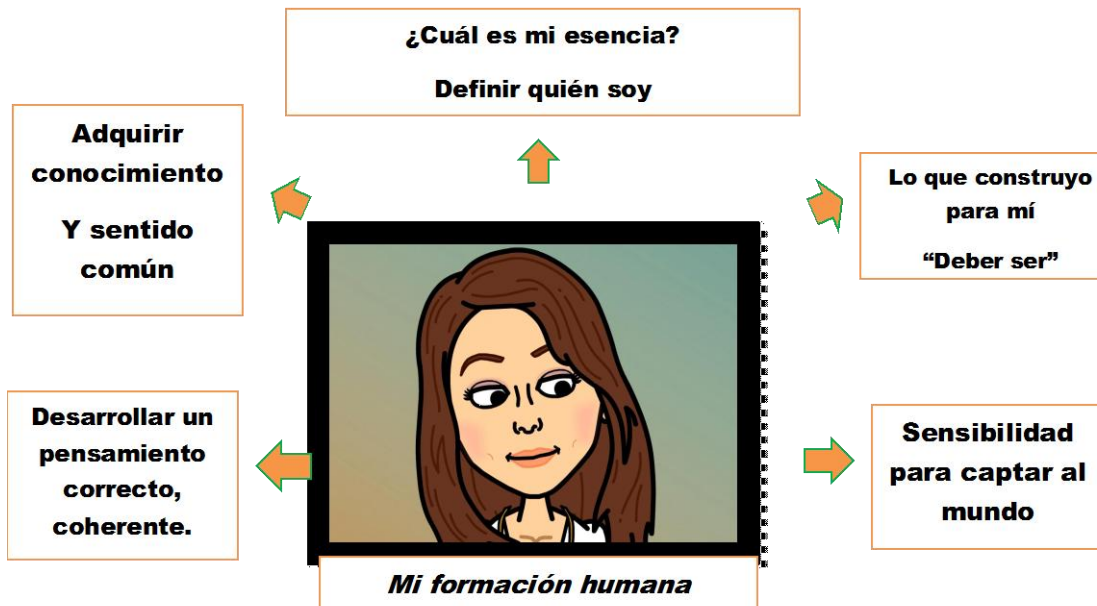 ¿Cuál es mi esencia?
Definir quién soy
Adquirir
conocimiento
Y sentido
común
Lo que construyo
para mí
“Deber ser”
Desarrollar un
pensamiento
correcto,
coherente.
Sensibilidad
para captar al
mundo
Mi formación humana